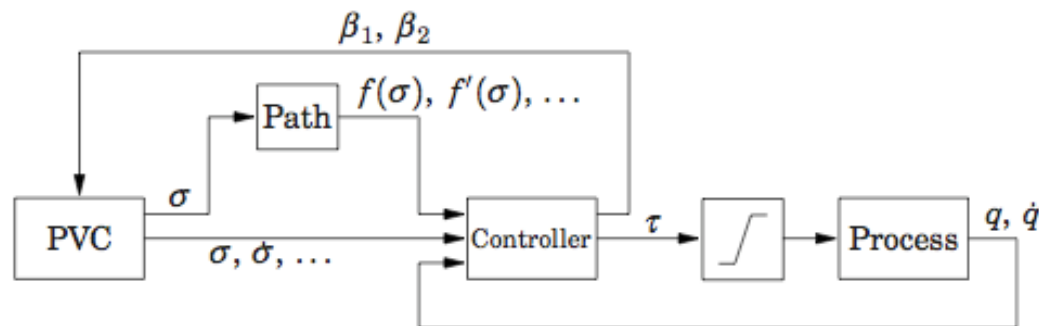 β₁, β₂
f(σ), f′(σ), …
Path
σ
PVC
σ, σ̇, …
Controller
τ
Process
q, q̇